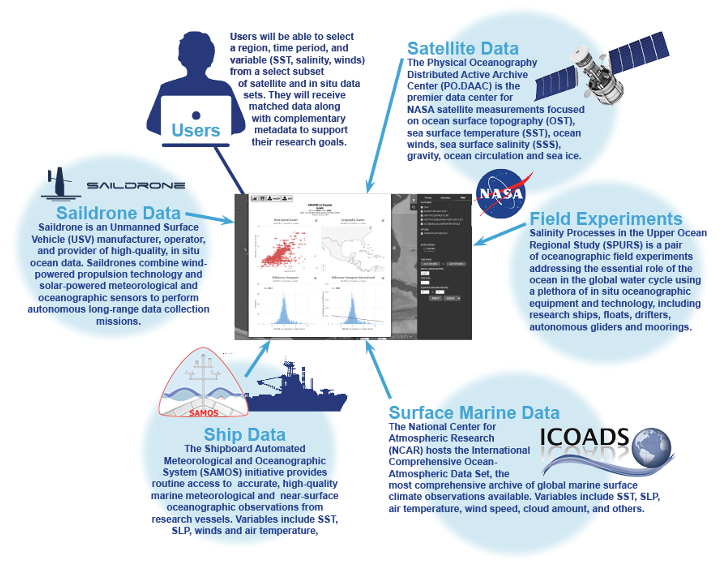 Users will be able to select
a region, time period, and
variable (SST, salinity, winds)
from a select subset
of satellite and in situ data
sets. They will receive
matched data along
with complementary
metadata to support
their research goals.
Users
Satellite Data
The Physical Oceanography
Distributed Active Archive
Center (PO.DAAC) is the
premier data center for
NASA satellite measurements focused
on ocean surface topography (OST),
sea surface temperature (SST), ocean
winds, sea surface salinity (SSS),
gravity, ocean circulation and sea ice.
SAILDRONE
Saildrone Data
Saildrone is an Unmanned Surface
Vehicle (USV) manufacturer, operator,
and provider of high-quality, in situ
ocean data. Saildrones combine wind-
powered propulsion technology and
solar-powered meteorological and
oceanographic sensors to perform
autonomous long-range data collection
missions.
NASA
Field Experiments
Salinity Processes in the Upper Ocean
Regional Study (SPURS) is a pair
of oceanographic field experiments
addressing the essential role of the
ocean in the global water cycle using
a plethora of in situ oceanographic
equipment and technology, including
research ships, floats, drifters,
autonomous gliders and moorings.
SAMOS
Ship Data
The Shipboard Automated
Meteorological and Oceanographic
System (SAMOS) initiative provides
routine access to accurate, high-quality
marine meteorological and near-surface
oceanographic observations from
research vessels. Variables include SST,
SLP, winds and air temperature,
Surface Marine Data
The National Center for
Atmospheric Research
(NCAR) hosts the International
Comprehensive Ocean-
Atmospheric Data Set, the
most comprehensive archive of global marine surface
climate observations available. Variables include SST, SLP,
air temperature, wind speed, cloud amount, and others.
ICOADS